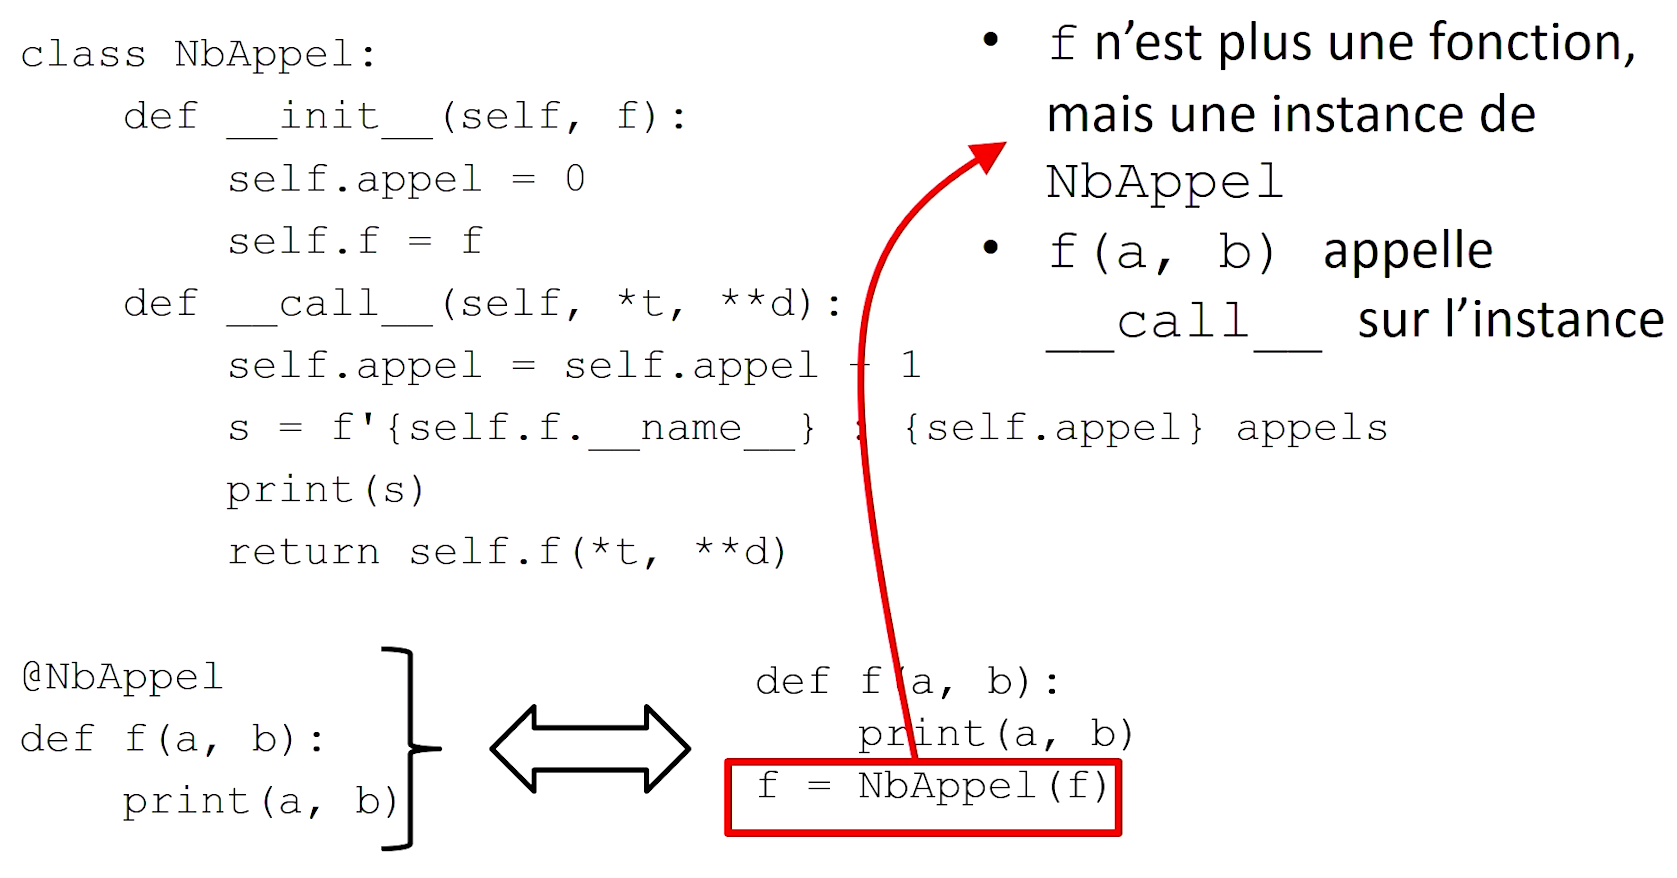 class NbAppel:
    def __init__(self, f):
        self.appel = 0
        self.f = f
    def __call__(self, *t, **d):
        self.appel = self.appel + 1
        s = f'{self.f.__name__} : {self.appel} appels
        print(s)
        return self.f(*t, **d)
@NbAppel
def f(a, b):
    print(a, b)
def f(a, b):
    print(a, b)
f = NbAppel(f)
• f n’est plus une fonction,
mais une instance de
NbAppel
• f(a, b) appelle
__call__ sur l’instance